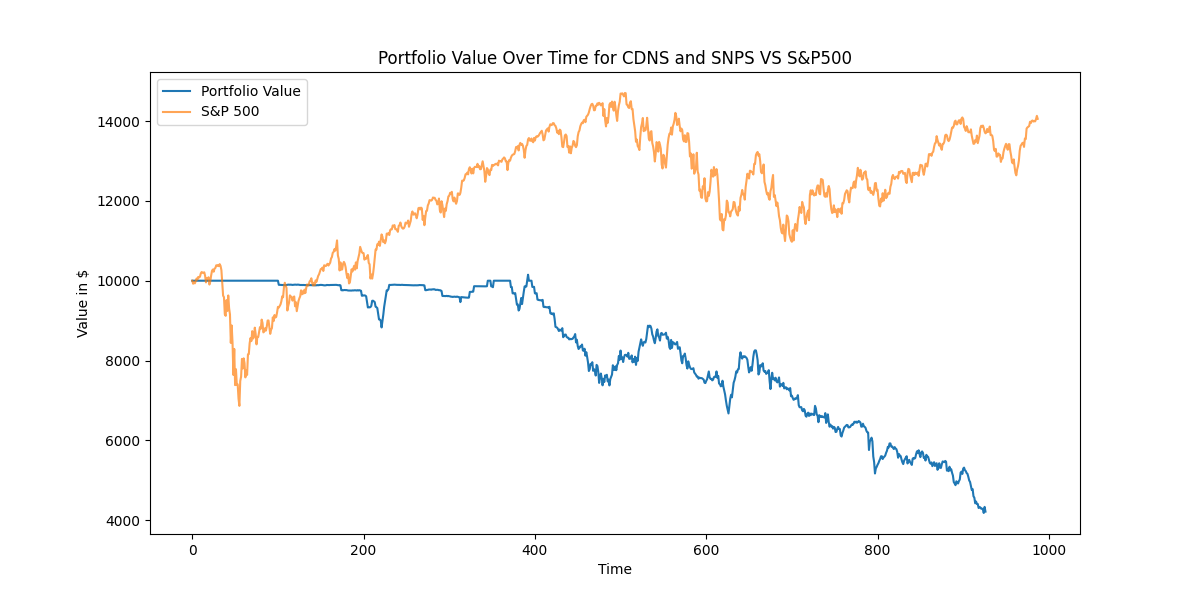 Portfolio Value Over Time for CDNS and SNPS VS S&P500
Portfolio Value
S&P 500
14000
12000
10000
8000
6000
4000
Value in $
0
200
400
600
800
1000
Time